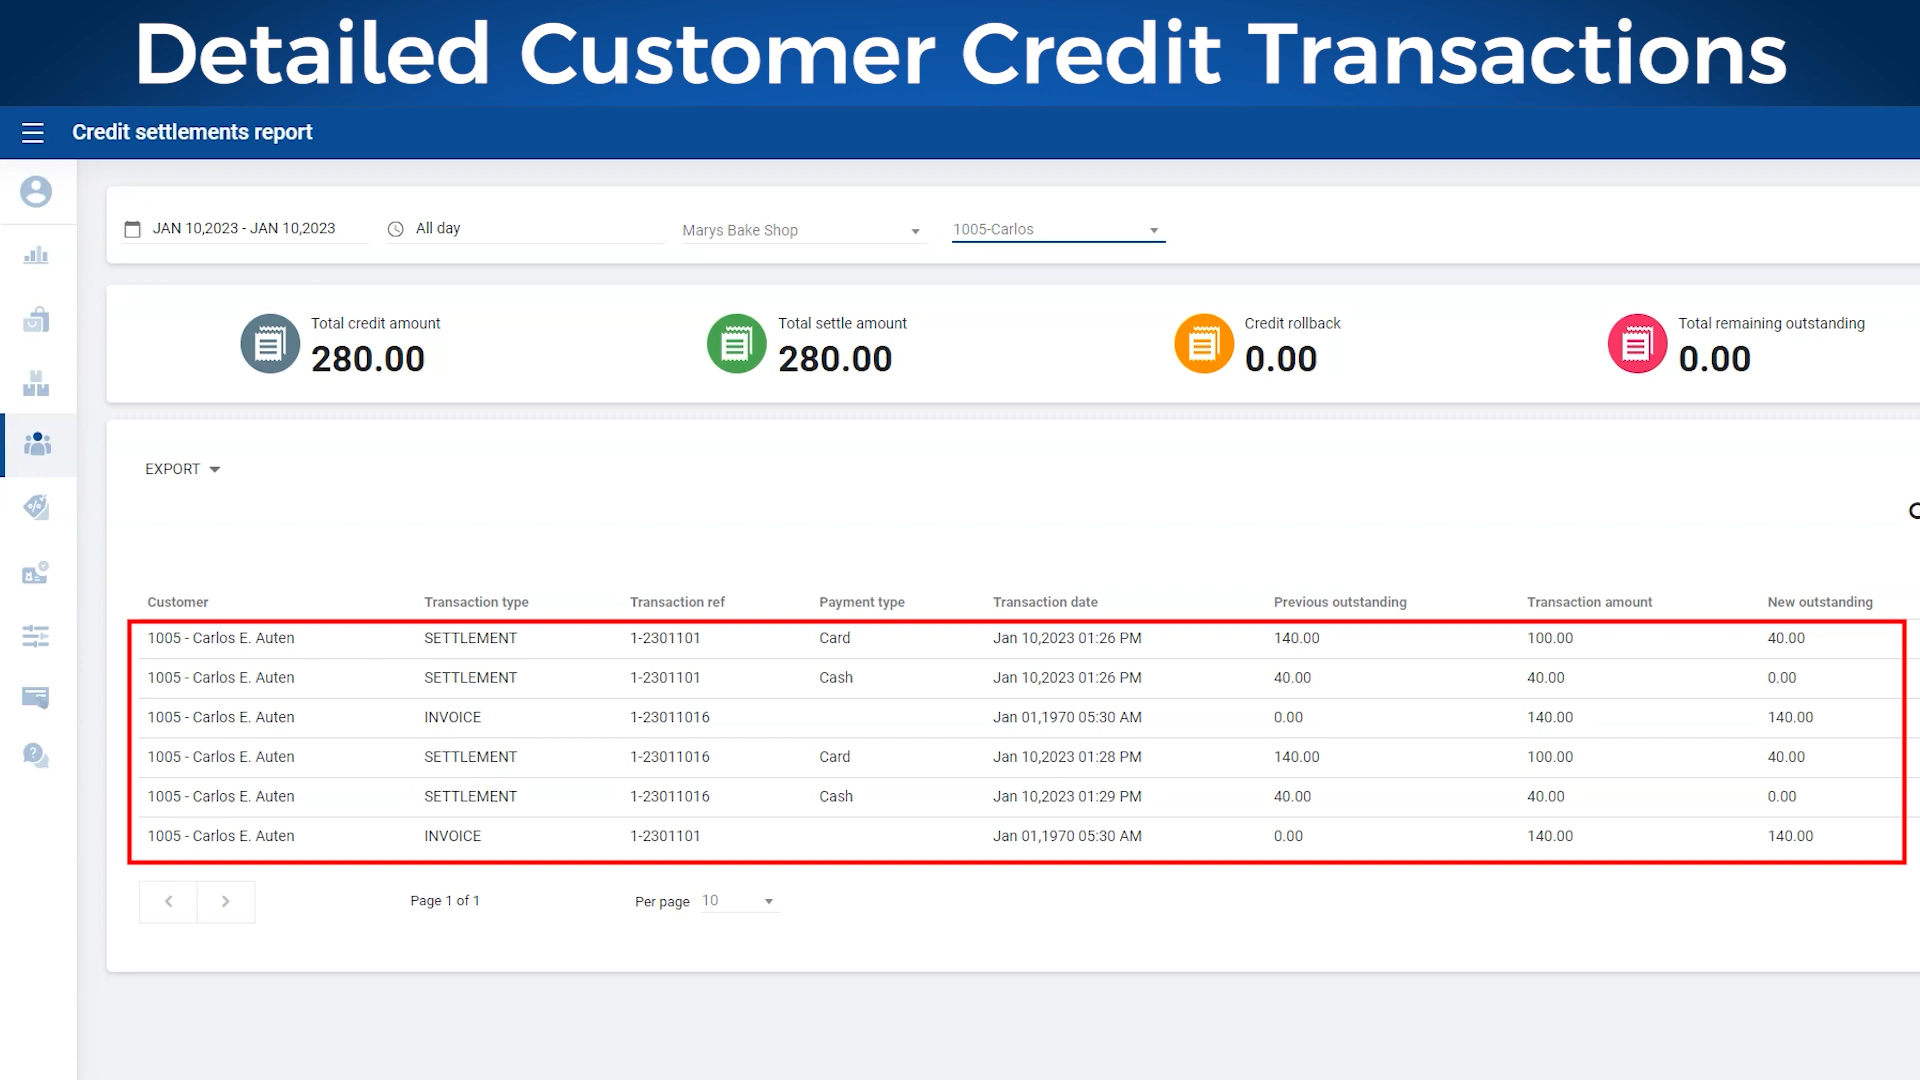 Detailed Customer Credit Transactions
Credit settlements report
JAN 10,2023 - JAN 10,2023 All day Marys Bake Shop 1005-Carlos
Total credit amount Total settle amount Credit rollback Total remaining outstanding
280.00 280.00 0.00 0.00
EXPORT
Customer Transaction type Transaction ref Payment type Transaction date Previous outstanding Transaction amount New outstanding
1005 - Carlos E. Auten SETTLEMENT 1-2301101 Card Jan 10,2023 01:26 PM 140.00 100.00 40.00
1005 - Carlos E. Auten SETTLEMENT 1-2301101 Cash Jan 10,2023 01:26 PM 40.00 40.00 0.00
1005 - Carlos E. Auten INVOICE 1-23011016 Jan 01,1970 05:30 AM 0.00 140.00 140.00
1005 - Carlos E. Auten SETTLEMENT 1-23011016 Card Jan 10,2023 01:28 PM 140.00 100.00 40.00
1005 - Carlos E. Auten SETTLEMENT 1-23011016 Cash Jan 10,2023 01:29 PM 40.00 40.00 0.00
1005 - Carlos E. Auten INVOICE 1-2301101 Jan 01,1970 05:30 AM 0.00 140.00 140.00
Page 1 of 1 Per page 10